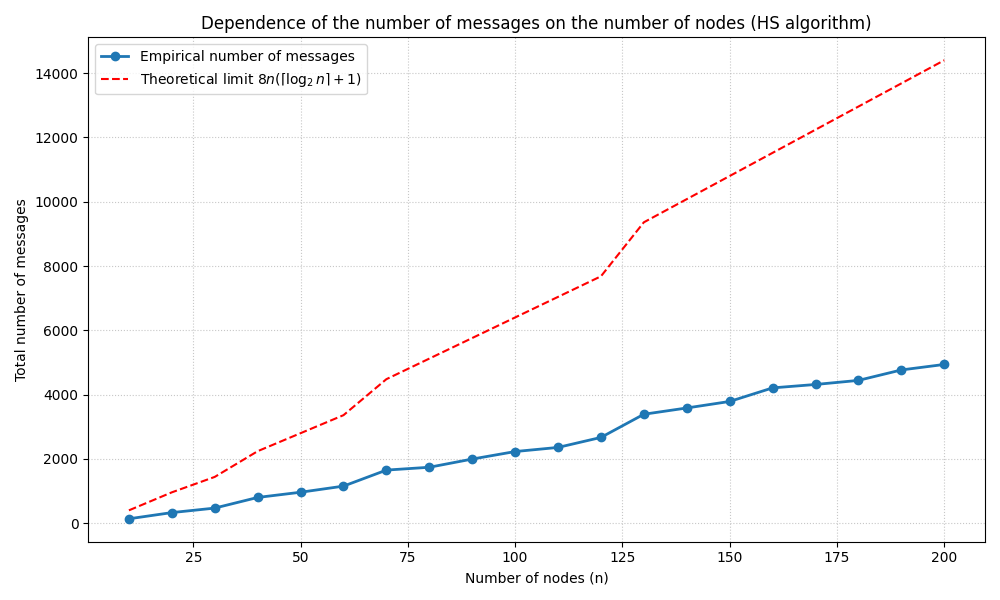 Dependence of the number of messages on the number of nodes (HS algorithm)
Empirical number of messages
Theoretical limit 8n(⌈log₂ n⌉ + 1)
Total number of messages
14000
12000
10000
8000
6000
4000
2000
0
25 50 75 100 125 150 175 200
Number of nodes (n)